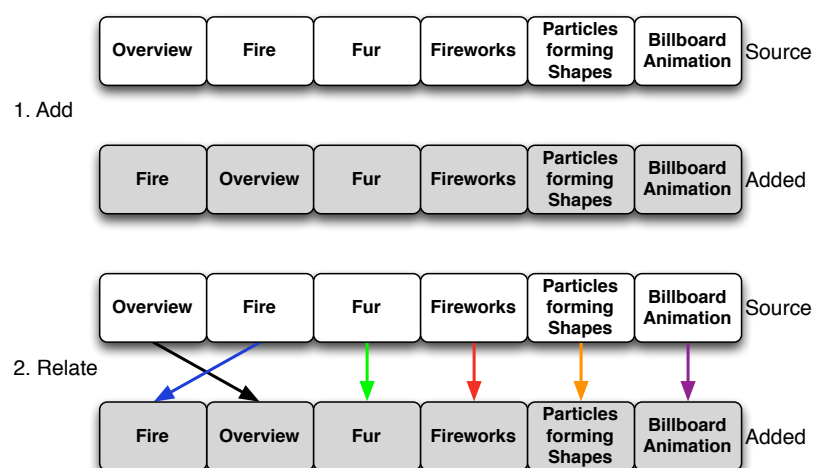 Overview Fire Fur Fireworks Particles forming Shapes Billboard Animation Source
1. Add
Fire Overview Fur Fireworks Particles forming Shapes Billboard Animation Added
Overview Fire Fur Fireworks Particles forming Shapes Billboard Animation Source
2. Relate
Fire Overview Fur Fireworks Particles forming Shapes Billboard Animation Added